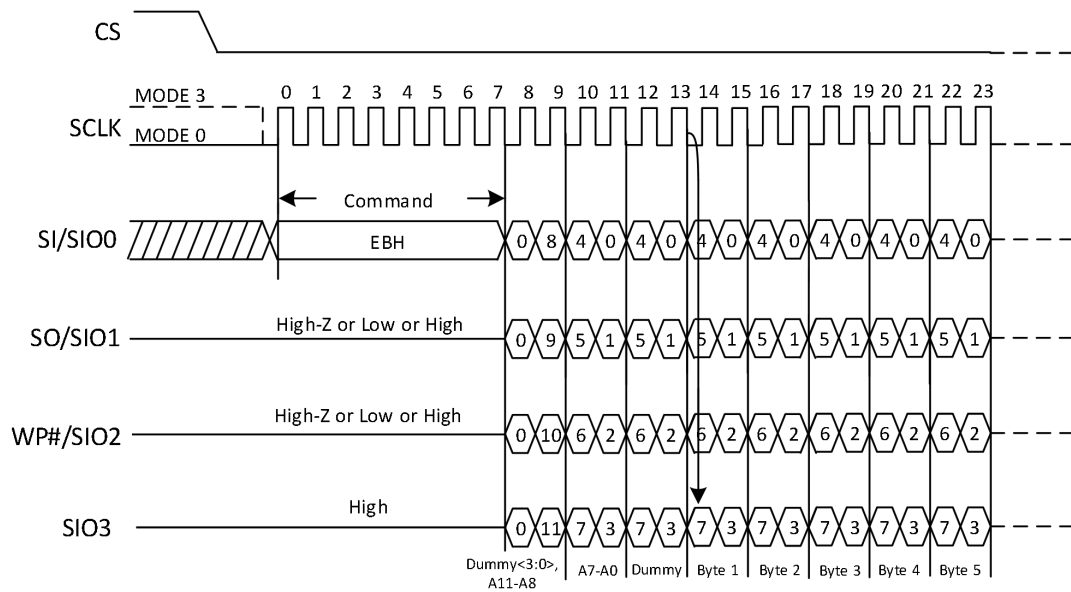 CS
MODE 3
0 1 2 3 4 5 6 7 8 9 10 11 12 13 14 15 16 17 18 19 20 21 22 23
SCLK
MODE 0
Command
SI/SIO0 EBH 0 8 4 0 4 0 4 0 4 0 4 0 4 0 4 0
High-Z or Low or High
SO/SIO1 0 9 5 1 5 1 5 1 5 1 5 1 5 1 5 1
High-Z or Low or High
WP#/SIO2 0 10 6 2 6 2 6 2 6 2 6 2 6 2 6 2
High
SIO3 0 11 7 3 7 3 7 3 7 3 7 3 7 3 7 3
Dummy<3:0>, A7-A0 Dummy Byte 1 Byte 2 Byte 3 Byte 4 Byte 5
A11-A8